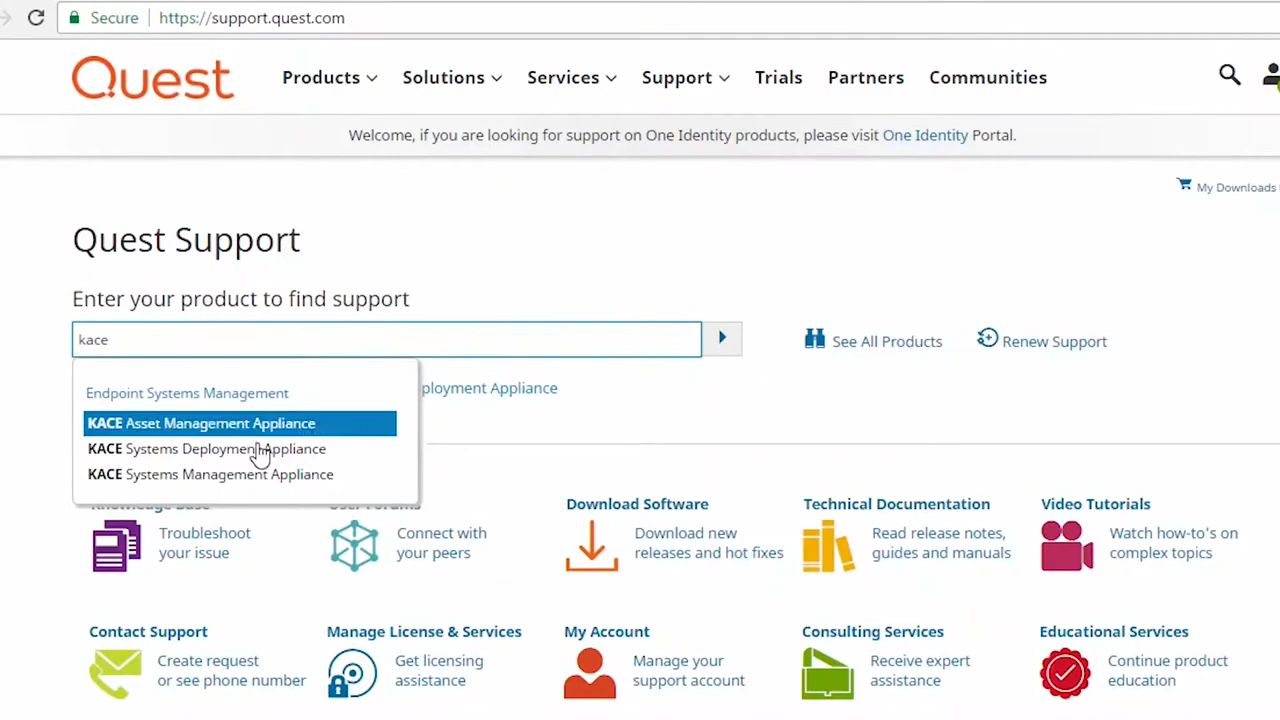 Secure https://support.quest.com
Quest Products Solutions Services Support Trials Partners Communities
Welcome, if you are looking for support on One Identity products, please visit One Identity Portal.
My Downloads
Quest Support
Enter your product to find support
kace
See All Products Renew Support
Endpoint Systems Management
ployment Appliance
KACE Asset Management Appliance
KACE Systems Deployment Appliance
KACE Systems Management Appliance
Knowledge Base
Troubleshoot
your issue
User Forums
Connect with
your peers
Download Software
Download new
releases and hot fixes
Technical Documentation
Read release notes,
guides and manuals
Video Tutorials
Watch how-to's on
complex topics
Contact Support
Create request
or see phone number
Manage License & Services
Get licensing
assistance
My Account
Manage your
support account
Consulting Services
Receive expert
assistance
Educational Services
Continue product
education